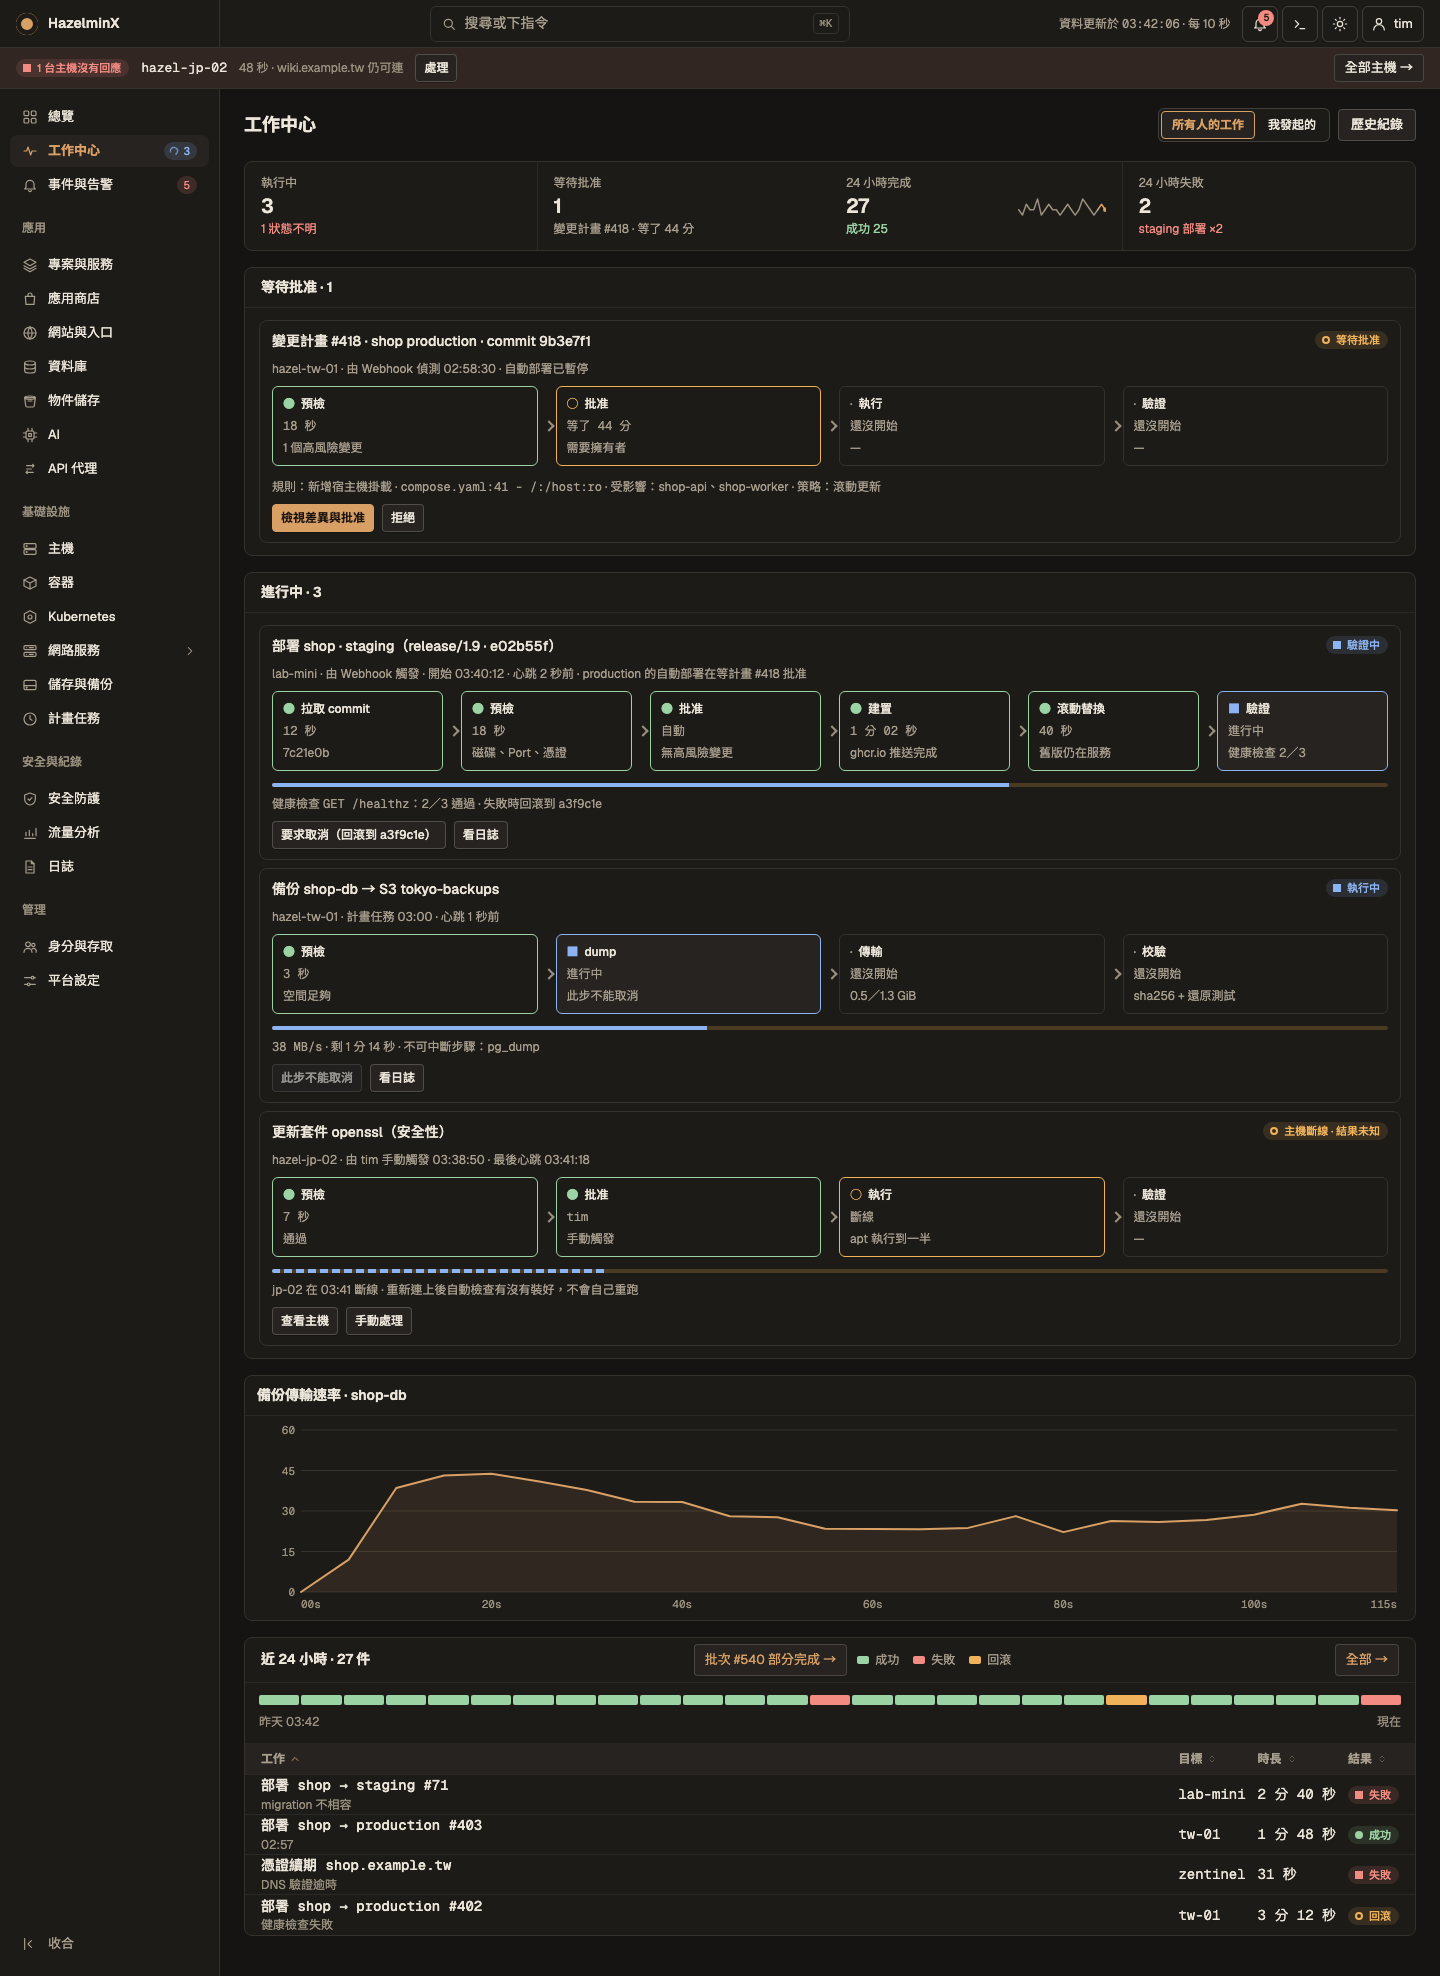 HazelminX
搜尋或下指令
⌘K
資料更新於 03:42:06 · 每 10 秒
5
tim
1 台主機沒有回應
hazel-jp-02
48 秒 · wiki.example.tw 仍可連
處理
全部主機 →
總覽
工作中心
3
事件與告警
5
應用
專案與服務
應用商店
網站與入口
資料庫
物件儲存
AI
API 代理
基礎設施
主機
容器
Kubernetes
網路服務
儲存與備份
計畫任務
安全與紀錄
安全防護
流量分析
日誌
管理
身分與存取
平台設定
收合
工作中心
所有人的工作
我發起的
歷史紀錄
執行中
3
1 狀態不明
等待批准
1
變更計畫 #418 · 等了 44 分
24 小時完成
27
成功 25
24 小時失敗
2
staging 部署 ×2
等待批准 · 1
變更計畫 #418 · shop production · commit 9b3e7f1
等待批准
hazel-tw-01 · 由 Webhook 偵測 02:58:30 · 自動部署已暫停
預檢
18 秒
1 個高風險變更
批准
等了 44 分
需要擁有者
· 執行
還沒開始
—
· 驗證
還沒開始
—
規則：新增宿主機掛載 · compose.yaml:41 - /:/host:ro · 受影響：shop-api、shop-worker · 策略：滾動更新
檢視差異與批准
拒絕
進行中 · 3
部署 shop · staging（release/1.9 · e02b55f）
驗證中
lab-mini · 由 Webhook 觸發 · 開始 03:40:12 · 心跳 2 秒前 · production 的自動部署在等計畫 #418 批准
拉取 commit
12 秒
7c21e0b
預檢
18 秒
磁碟、Port、憑證
批准
自動
無高風險變更
建置
1 分 02 秒
ghcr.io 推送完成
滾動替換
40 秒
舊版仍在服務
驗證
進行中
健康檢查 2／3
健康檢查 GET /healthz：2／3 通過 · 失敗時回滾到 a3f9c1e
要求取消（回滾到 a3f9c1e）
看日誌
備份 shop-db → S3 tokyo-backups
執行中
hazel-tw-01 · 計畫任務 03:00 · 心跳 1 秒前
預檢
3 秒
空間足夠
dump
進行中
此步不能取消
· 傳輸
還沒開始
0.5／1.3 GiB
· 校驗
還沒開始
sha256 + 還原測試
38 MB/s · 剩 1 分 14 秒 · 不可中斷步驟：pg_dump
此步不能取消
看日誌
更新套件 openssl（安全性）
主機斷線 · 結果未知
hazel-jp-02 · 由 tim 手動觸發 03:38:50 · 最後心跳 03:41:18
預檢
7 秒
通過
批准
tim
手動觸發
執行
斷線
apt 執行到一半
· 驗證
還沒開始
—
jp-02 在 03:41 斷線 · 重新連上後自動檢查有沒有裝好，不會自己重跑
查看主機
手動處理
備份傳輸速率 · shop-db
60
45
30
15
0
00s
20s
40s
60s
80s
100s
115s
近 24 小時 · 27 件
批次 #540 部分完成 →
成功
失敗
回滾
全部 →
昨天 03:42
現在
工作
目標
時長
結果
部署 shop → staging #71
migration 不相容
lab-mini
2 分 40 秒
失敗
部署 shop → production #403
02:57
tw-01
1 分 48 秒
成功
憑證續期 shop.example.tw
DNS 驗證逾時
zentinel
31 秒
失敗
部署 shop → production #402
健康檢查失敗
tw-01
3 分 12 秒
回滾